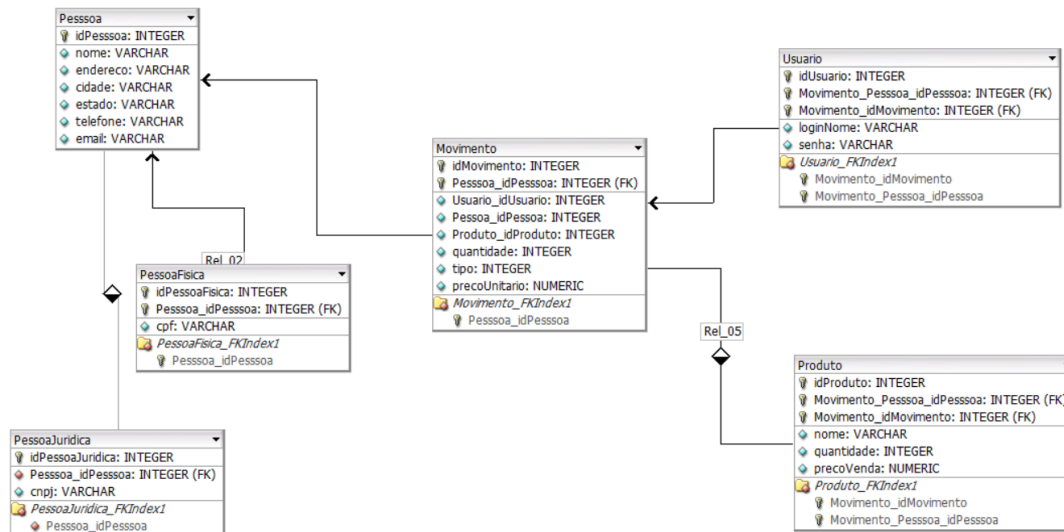 Pesssoa
idPesssoa: INTEGER
nome: VARCHAR
endereco: VARCHAR
cidade: VARCHAR
estado: VARCHAR
telefone: VARCHAR
email: VARCHAR
Usuario
idUsuario: INTEGER
Movimento_Pesssoa_idPesssoa: INTEGER (FK)
Movimento_idMovimento: INTEGER (FK)
loginNome: VARCHAR
senha: VARCHAR
Usuario_FKIndex1
Movimento_idMovimento
Movimento_Pesssoa_idPesssoa
Movimento
idMovimento: INTEGER
Pesssoa_idPesssoa: INTEGER (FK)
Usuario_idUsuario: INTEGER
Pessoa_idPessoa: INTEGER
Produto_idProduto: INTEGER
quantidade: INTEGER
tipo: INTEGER
precoUnitario: NUMERIC
Movimento_FKIndex1
Pesssoa_idPesssoa
Rel_02
PessoaFisica
idPessoaFisica: INTEGER
Pesssoa_idPesssoa: INTEGER (FK)
cpf: VARCHAR
PessoaFisica_FKIndex1
Pesssoa_idPesssoa
Rel_05
Produto
idProduto: INTEGER
Movimento_Pesssoa_idPesssoa: INTEGER (FK)
Movimento_idMovimento: INTEGER (FK)
nome: VARCHAR
quantidade: INTEGER
precoVenda: NUMERIC
Produto_FKIndex1
Movimento_idMovimento
Movimento_Pesssoa_idPesssoa
PessoaJuridica
idPessoaJuridica: INTEGER
Pesssoa_idPesssoa: INTEGER (FK)
cnpj: VARCHAR
PessoaJuridica_FKIndex1
Pesssoa_idPesssoa